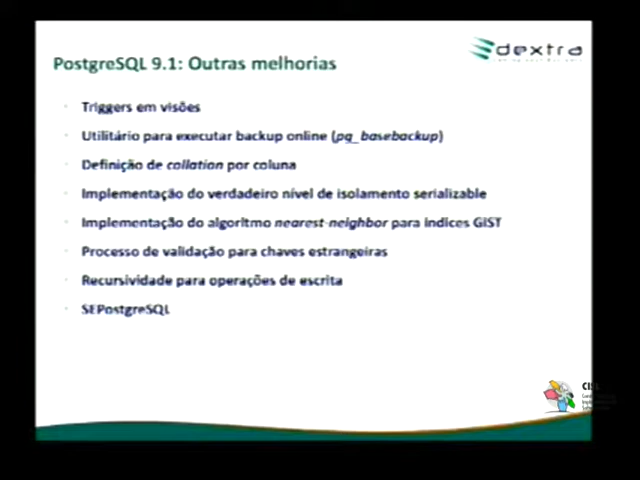 PostgreSQL 9.1: Outras melhorias
dextra
Triggers em visões
Utilitário para executar backup online (pg_basebackup)
Definição de collation por coluna
Implementação do verdadeiro nível de isolamento serializable
Implementação do algoritmo nearest-neighbor para índices GiST
Processo de validação para chaves estrangeiras
Recursividade para operações de escrita
SEPostgreSQL